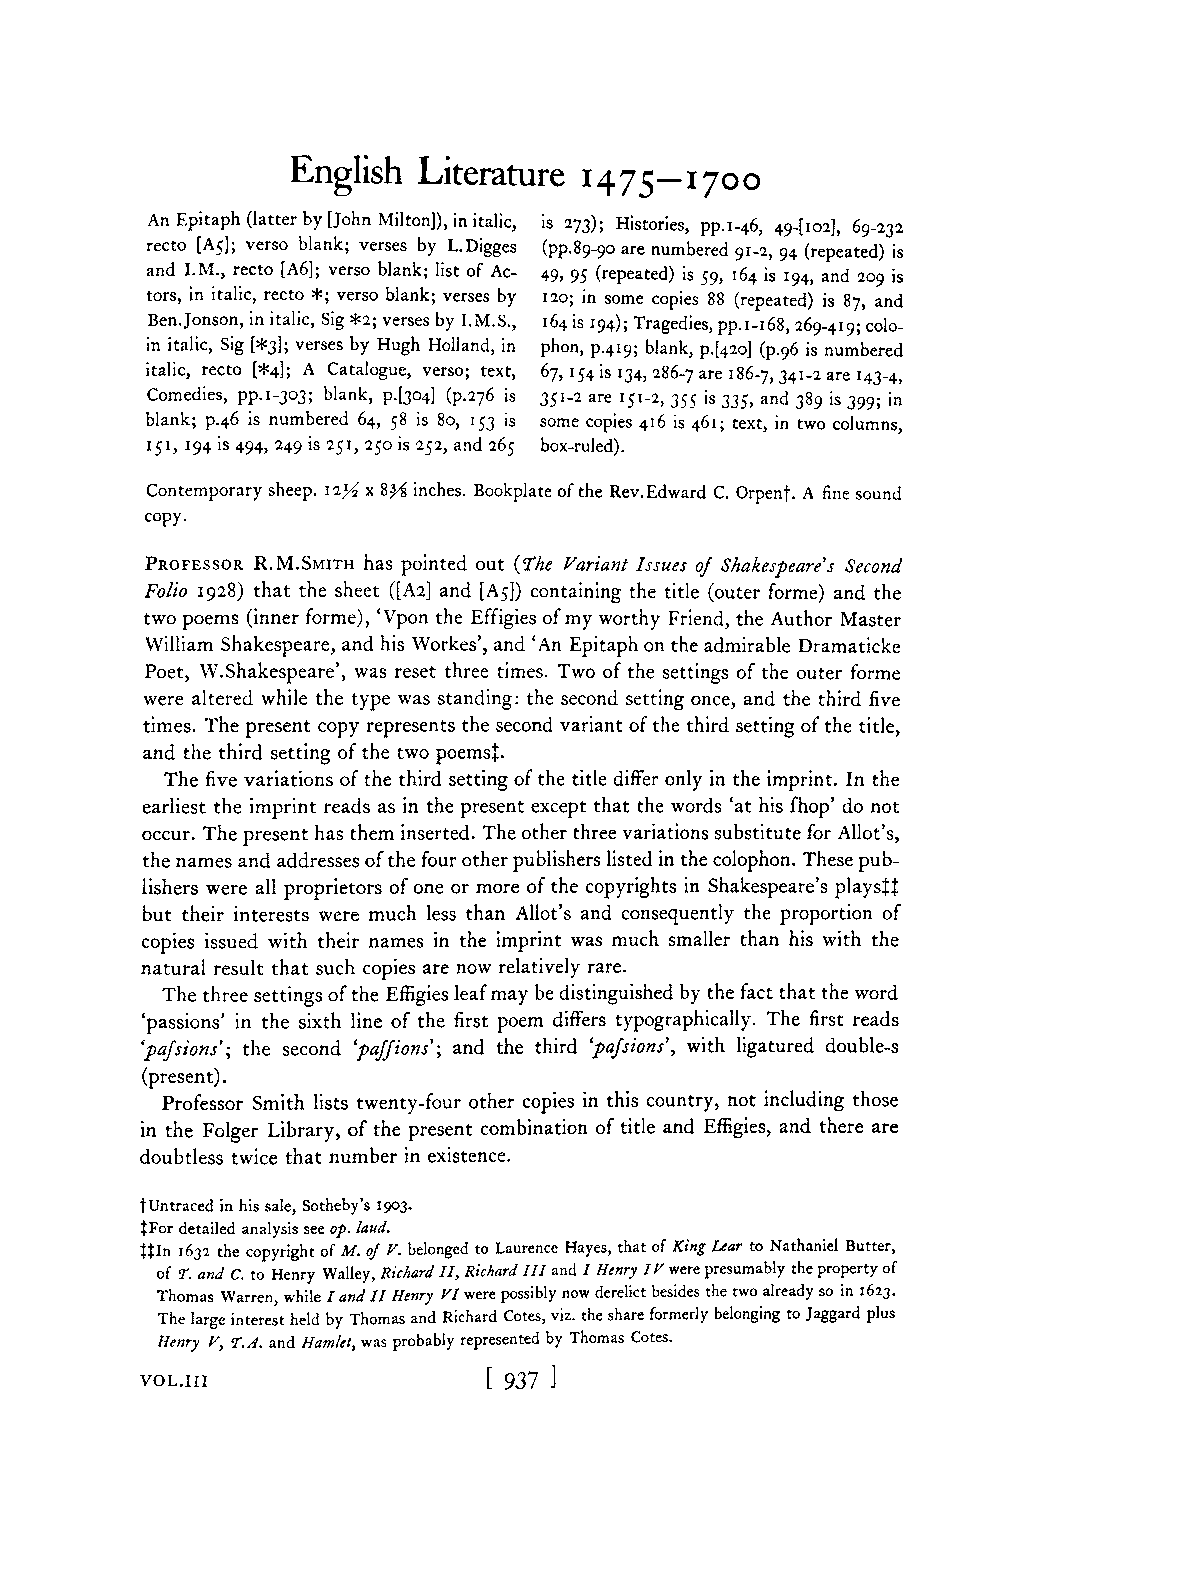 English Literature 1475—1700
An Epitaph (latter by [John Milton]), in italic,
recto [A5]; verso blank; verses by L.Digges
and I.M., recto [A6]; verso blank; list of Ac-
tors, in italic, recto *; verso blank; verses by
Ben.Jonson, in italic, Sig *2; verses by I.M.S.,
in italic, Sig [*3]; verses by Hugh Holland, in
italic, recto [*4]; A Catalogue, verso; text,
Comedies, pp.1-303; blank, p.[304] (p.276 is
blank; p.46 is numbered 64, 58 is 80, 153 is
151, 194 is 494, 249 is 251, 250 is 252, and 265
is 273); Histories, pp.1-46, 49-[102], 69-232
(pp.89-90 are numbered 91-2, 94 (repeated) is
49, 95 (repeated) is 59, 164 is 194, and 209 is
120; in some copies 88 (repeated) is 87, and
164 is 194); Tragedies, pp.1-168, 269-419; colo-
phon, p.419; blank, p.[420] (p.96 is numbered
67, 154 is 134, 286-7 are 186-7, 341-2 are 143-4,
351-2 are 151-2, 355 is 335, and 389 is 399; in
some copies 416 is 461; text, in two columns,
box-ruled).
Contemporary sheep. 12½ x 8⅜ inches. Bookplate of the Rev.Edward C. Orpen†. A fine sound
copy.
PROFESSOR R.M.SMITH has pointed out (The Variant Issues of Shakespeare's Second
Folio 1928) that the sheet ([A2] and [A5]) containing the title (outer forme) and the
two poems (inner forme), ‘Vpon the Effigies of my worthy Friend, the Author Master
William Shakespeare, and his Workes’, and ‘An Epitaph on the admirable Dramaticke
Poet, W.Shakespeare’, was reset three times. Two of the settings of the outer forme
were altered while the type was standing: the second setting once, and the third five
times. The present copy represents the second variant of the third setting of the title,
and the third setting of the two poems‡.
The five variations of the third setting of the title differ only in the imprint. In the
earliest the imprint reads as in the present except that the words ‘at his ſhop’ do not
occur. The present has them inserted. The other three variations substitute for Allot's,
the names and addresses of the four other publishers listed in the colophon. These pub-
lishers were all proprietors of one or more of the copyrights in Shakespeare's plays‡‡
but their interests were much less than Allot's and consequently the proportion of
copies issued with their names in the imprint was much smaller than his with the
natural result that such copies are now relatively rare.
The three settings of the Effigies leaf may be distinguished by the fact that the word
‘passions’ in the sixth line of the first poem differs typographically. The first reads
‘paſsions’; the second ‘paſſions’; and the third ‘paſsions’, with ligatured double-s
(present).
Professor Smith lists twenty-four other copies in this country, not including those
in the Folger Library, of the present combination of title and Effigies, and there are
doubtless twice that number in existence.
†Untraced in his sale, Sotheby's 1903.
‡For detailed analysis see op. laud.
‡‡In 1632 the copyright of M. of V. belonged to Laurence Hayes, that of King Lear to Nathaniel Butter,
of T. and C. to Henry Walley, Richard II, Richard III and I Henry IV were presumably the property of
Thomas Warren, while I and II Henry VI were possibly now derelict besides the two already so in 1623.
The large interest held by Thomas and Richard Cotes, viz. the share formerly belonging to Jaggard plus
Henry V, T.A. and Hamlet, was probably represented by Thomas Cotes.
VOL.III
[ 937 ]